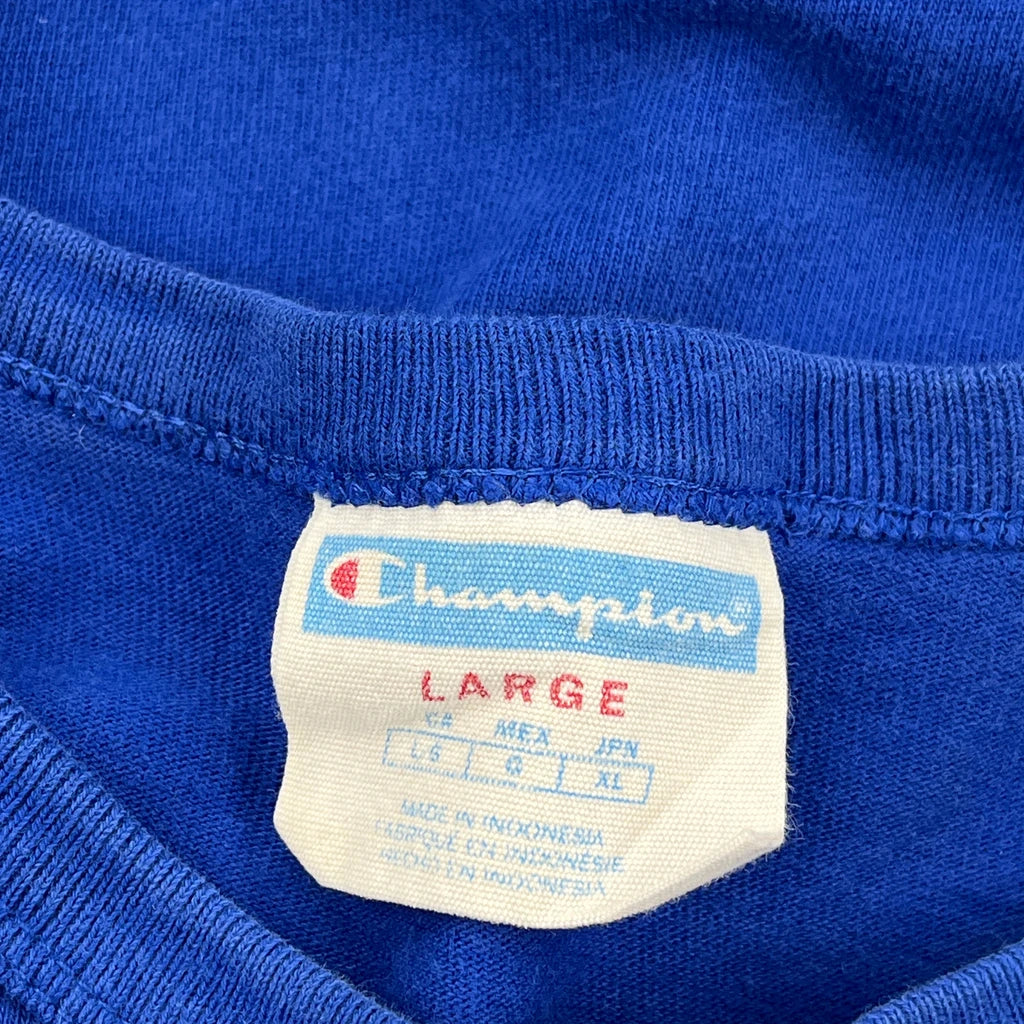 Champion®
LARGE
CA MEX JPN
LG G XL
MADE IN INDONESIA
FABRIQUÉ EN INDONÉSIE
HECHO EN INDONESIA